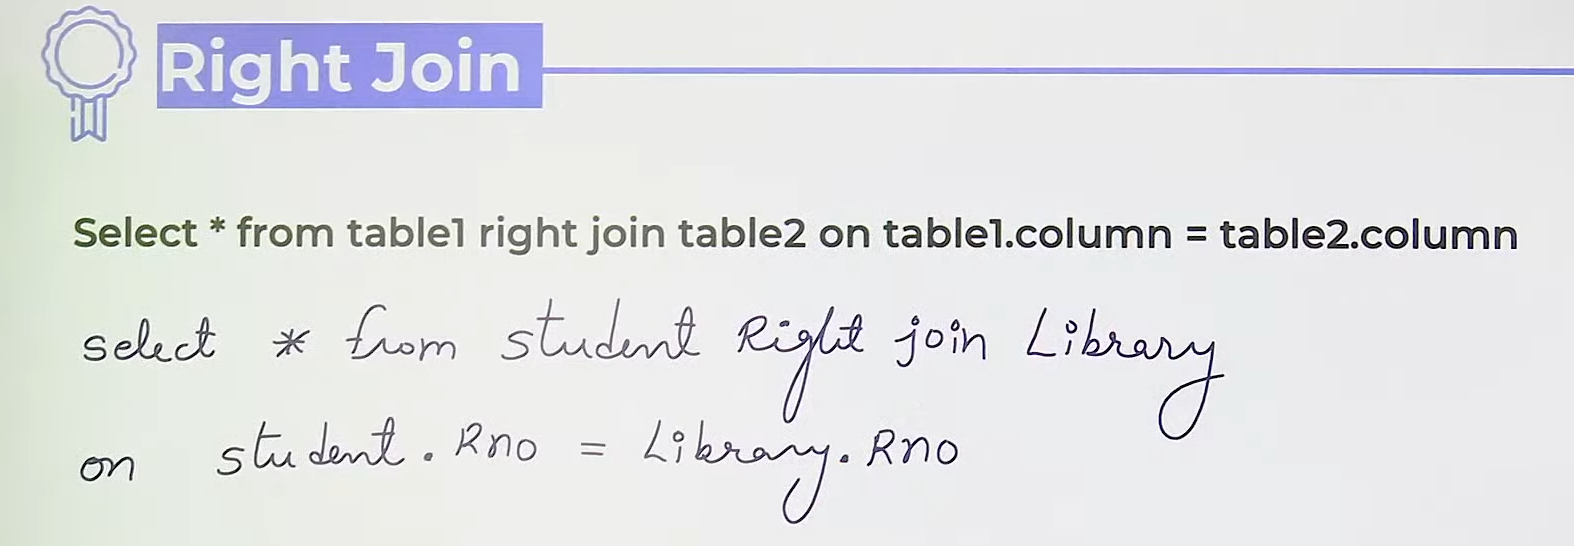 Right Join
Select * from table1 right join table2 on table1.column = table2.column
select * from student Right join Library
on student.Rno = Library.Rno